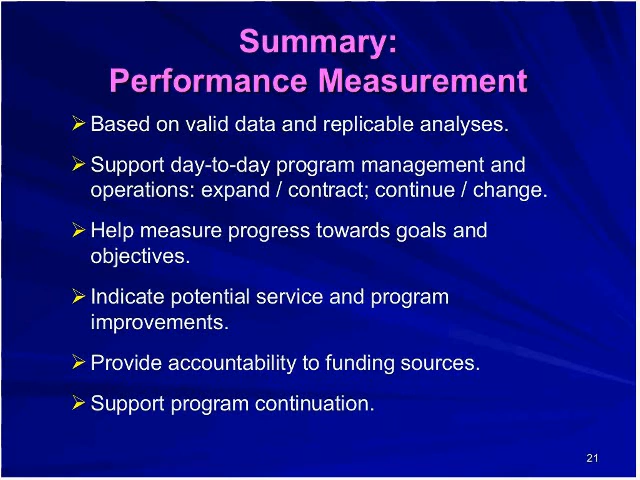 Summary:
Performance Measurement
Based on valid data and replicable analyses.
Support day-to-day program management and
operations: expand / contract; continue / change.
Help measure progress towards goals and
objectives.
Indicate potential service and program
improvements.
Provide accountability to funding sources.
Support program continuation.
21